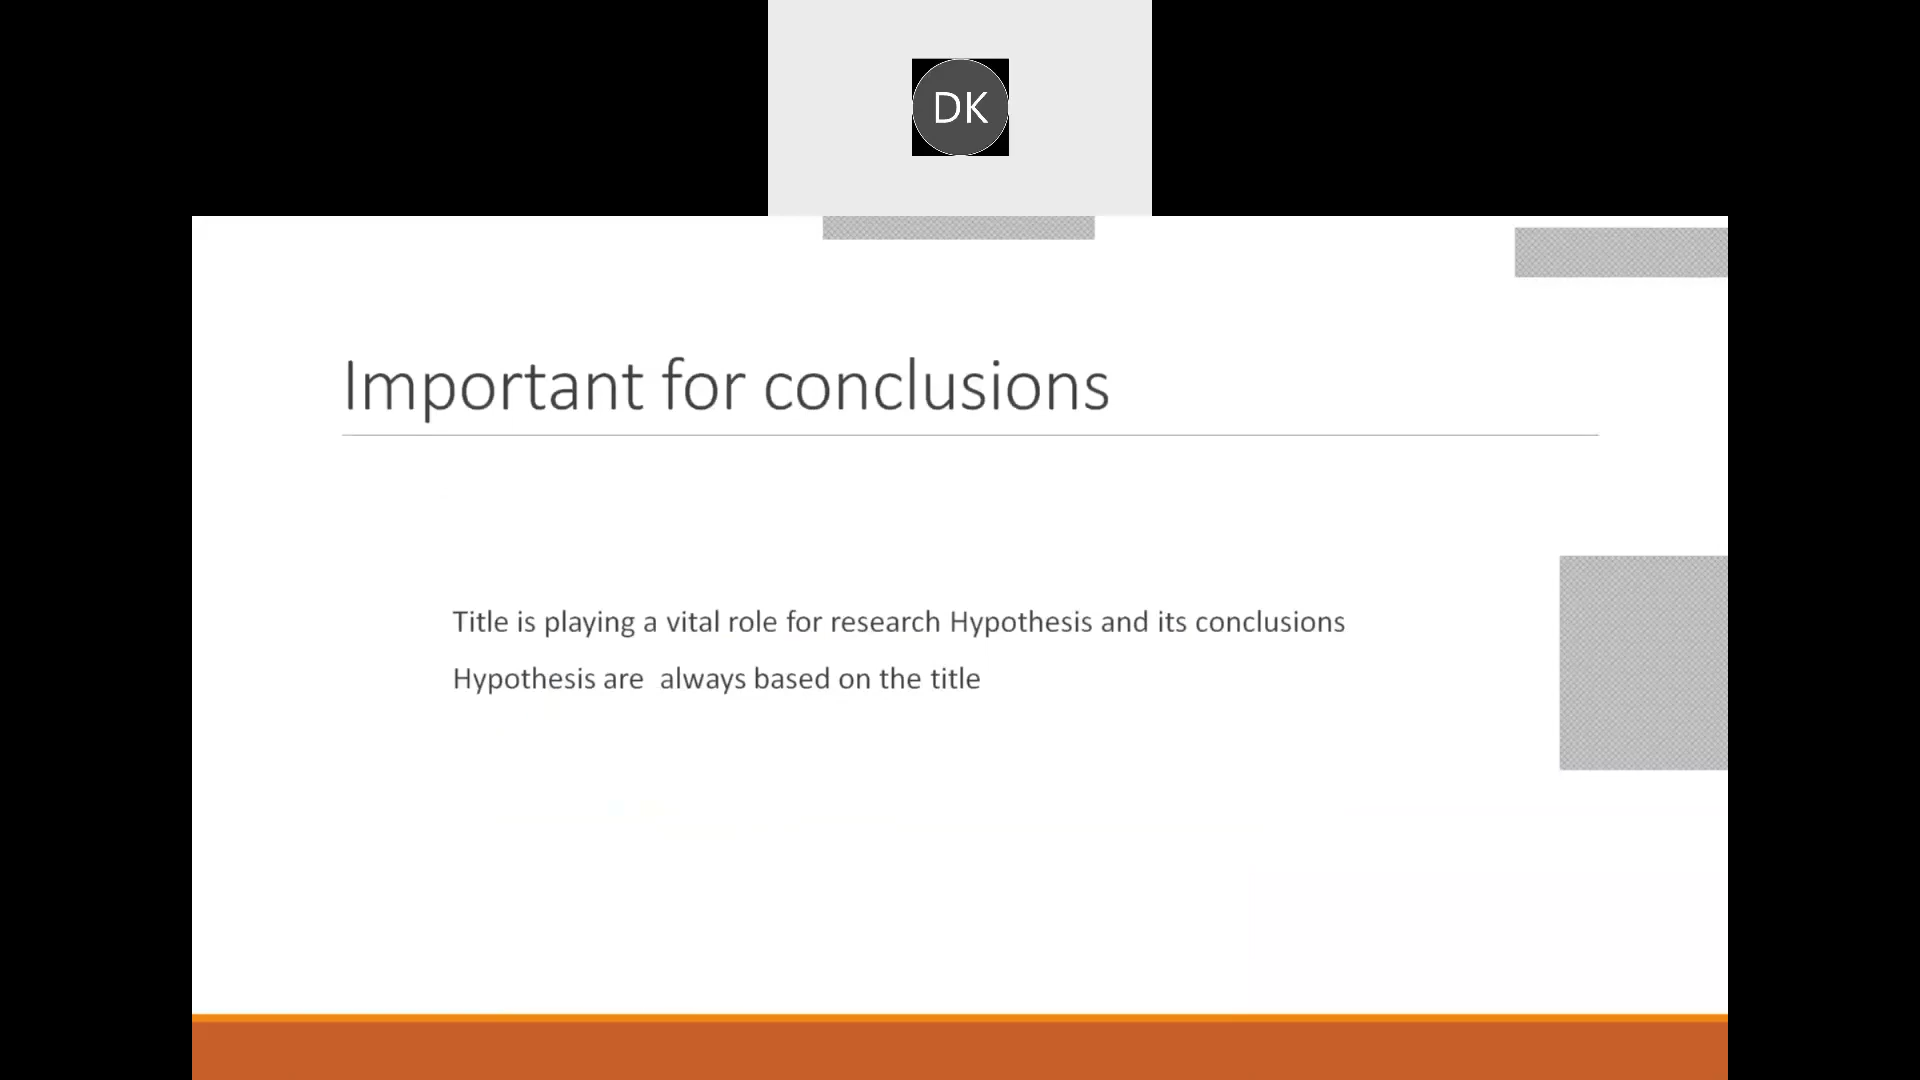 DK
Important for conclusions
Title is playing a vital role for research Hypothesis and its conclusions
Hypothesis are  always based on the title